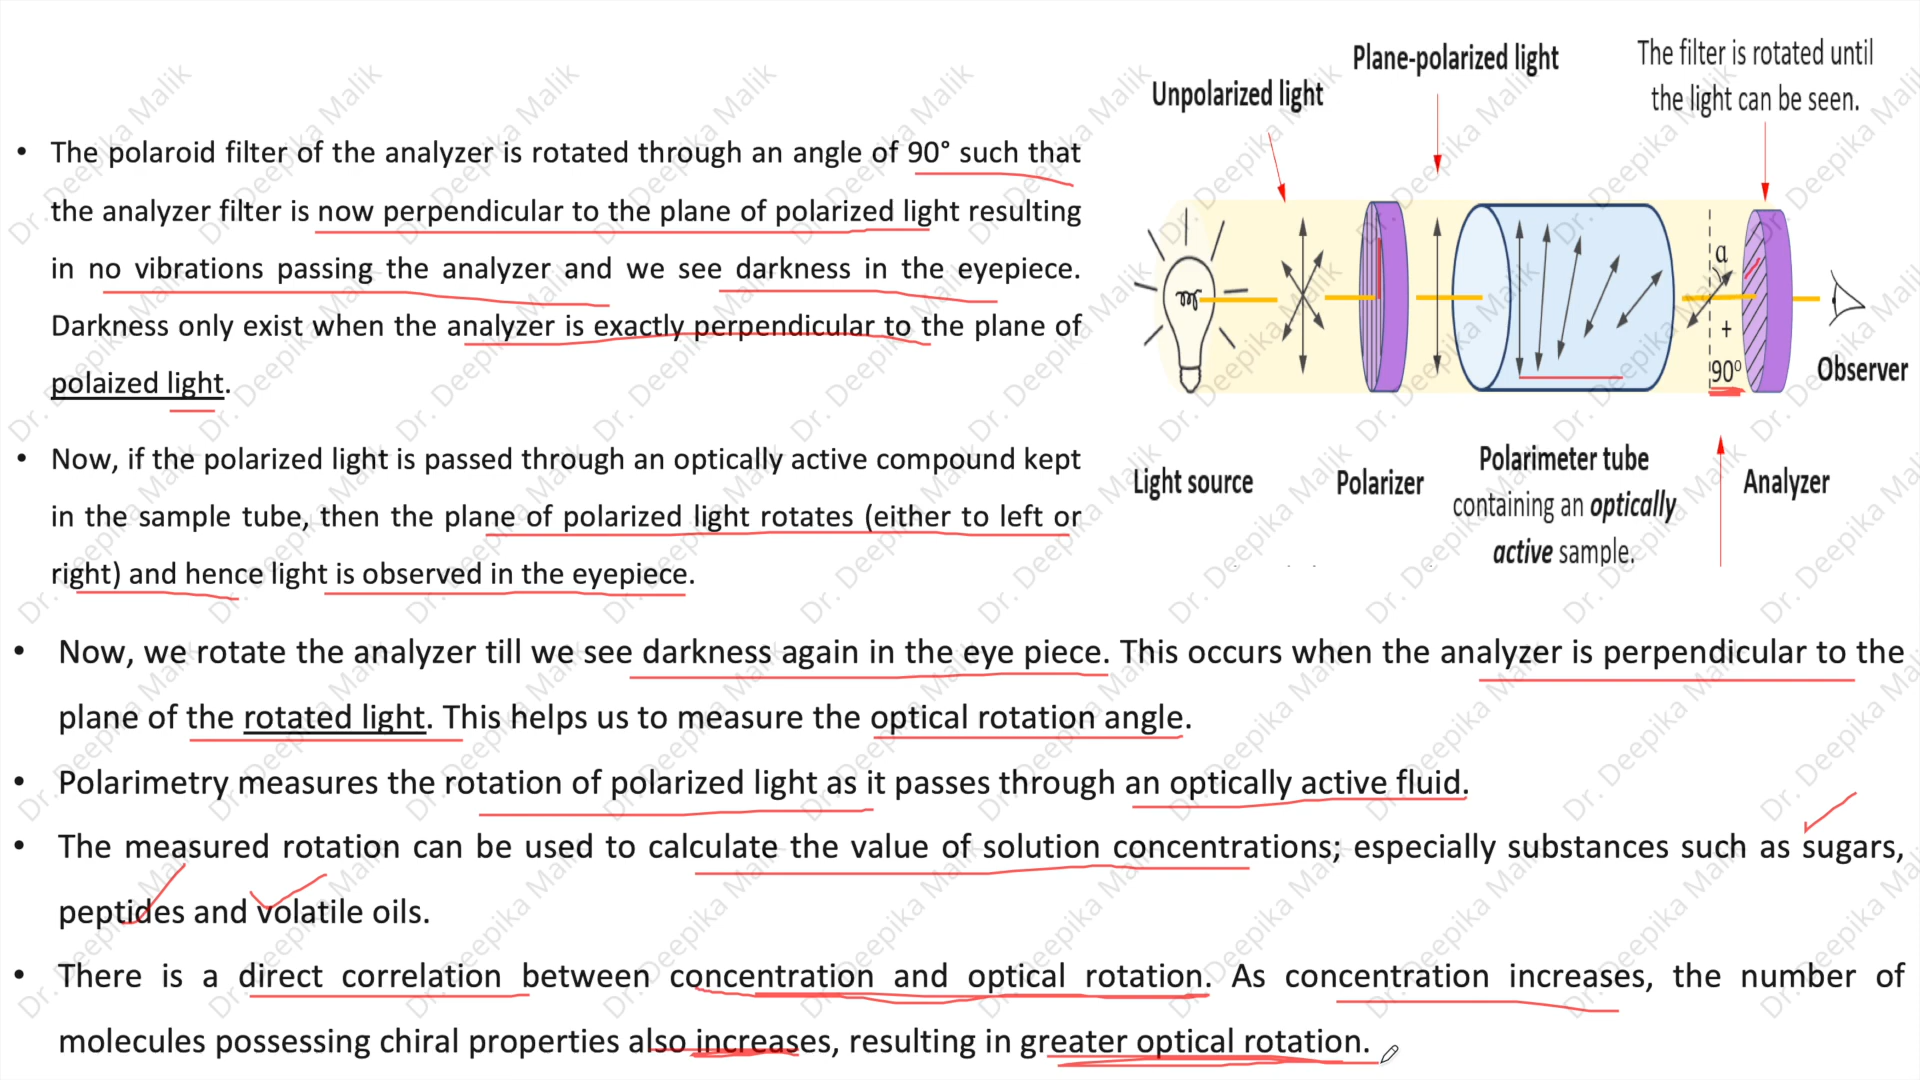 • The polaroid filter of the analyzer is rotated through an angle of 90° such that
the analyzer filter is now perpendicular to the plane of polarized light resulting
in no vibrations passing the analyzer and we see darkness in the eyepiece.
Darkness only exist when the analyzer is exactly perpendicular to the plane of
polaized light.
• Now, if the polarized light is passed through an optically active compound kept
in the sample tube, then the plane of polarized light rotates (either to left or
right) and hence light is observed in the eyepiece.
Unpolarized light
Plane-polarized light
The filter is rotated until
the light can be seen.
α
+
90°
Observer
Light source
Polarizer
Polarimeter tube
containing an optically
active sample.
Analyzer
• Now, we rotate the analyzer till we see darkness again in the eye piece. This occurs when the analyzer is perpendicular to the
plane of the rotated light. This helps us to measure the optical rotation angle.
• Polarimetry measures the rotation of polarized light as it passes through an optically active fluid.
• The measured rotation can be used to calculate the value of solution concentrations; especially substances such as sugars,
peptides and volatile oils.
• There is a direct correlation between concentration and optical rotation. As concentration increases, the number of
molecules possessing chiral properties also increases, resulting in greater optical rotation.
Dr. Deepika Malik